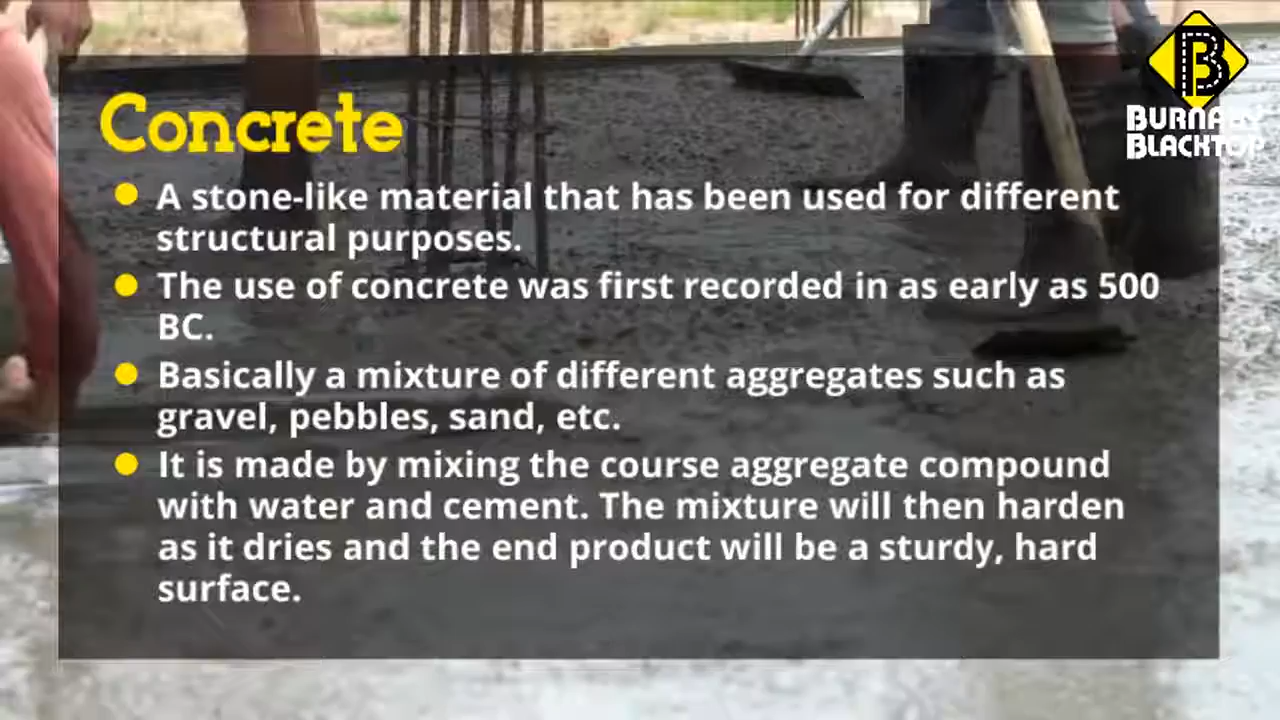 Concrete
A stone-like material that has been used for different
structural purposes.
The use of concrete was first recorded in as early as 500
BC.
Basically a mixture of different aggregates such as
gravel, pebbles, sand, etc.
It is made by mixing the course aggregate compound
with water and cement. The mixture will then harden
as it dries and the end product will be a sturdy, hard
surface.
B
BURNABY
BLACKTOP